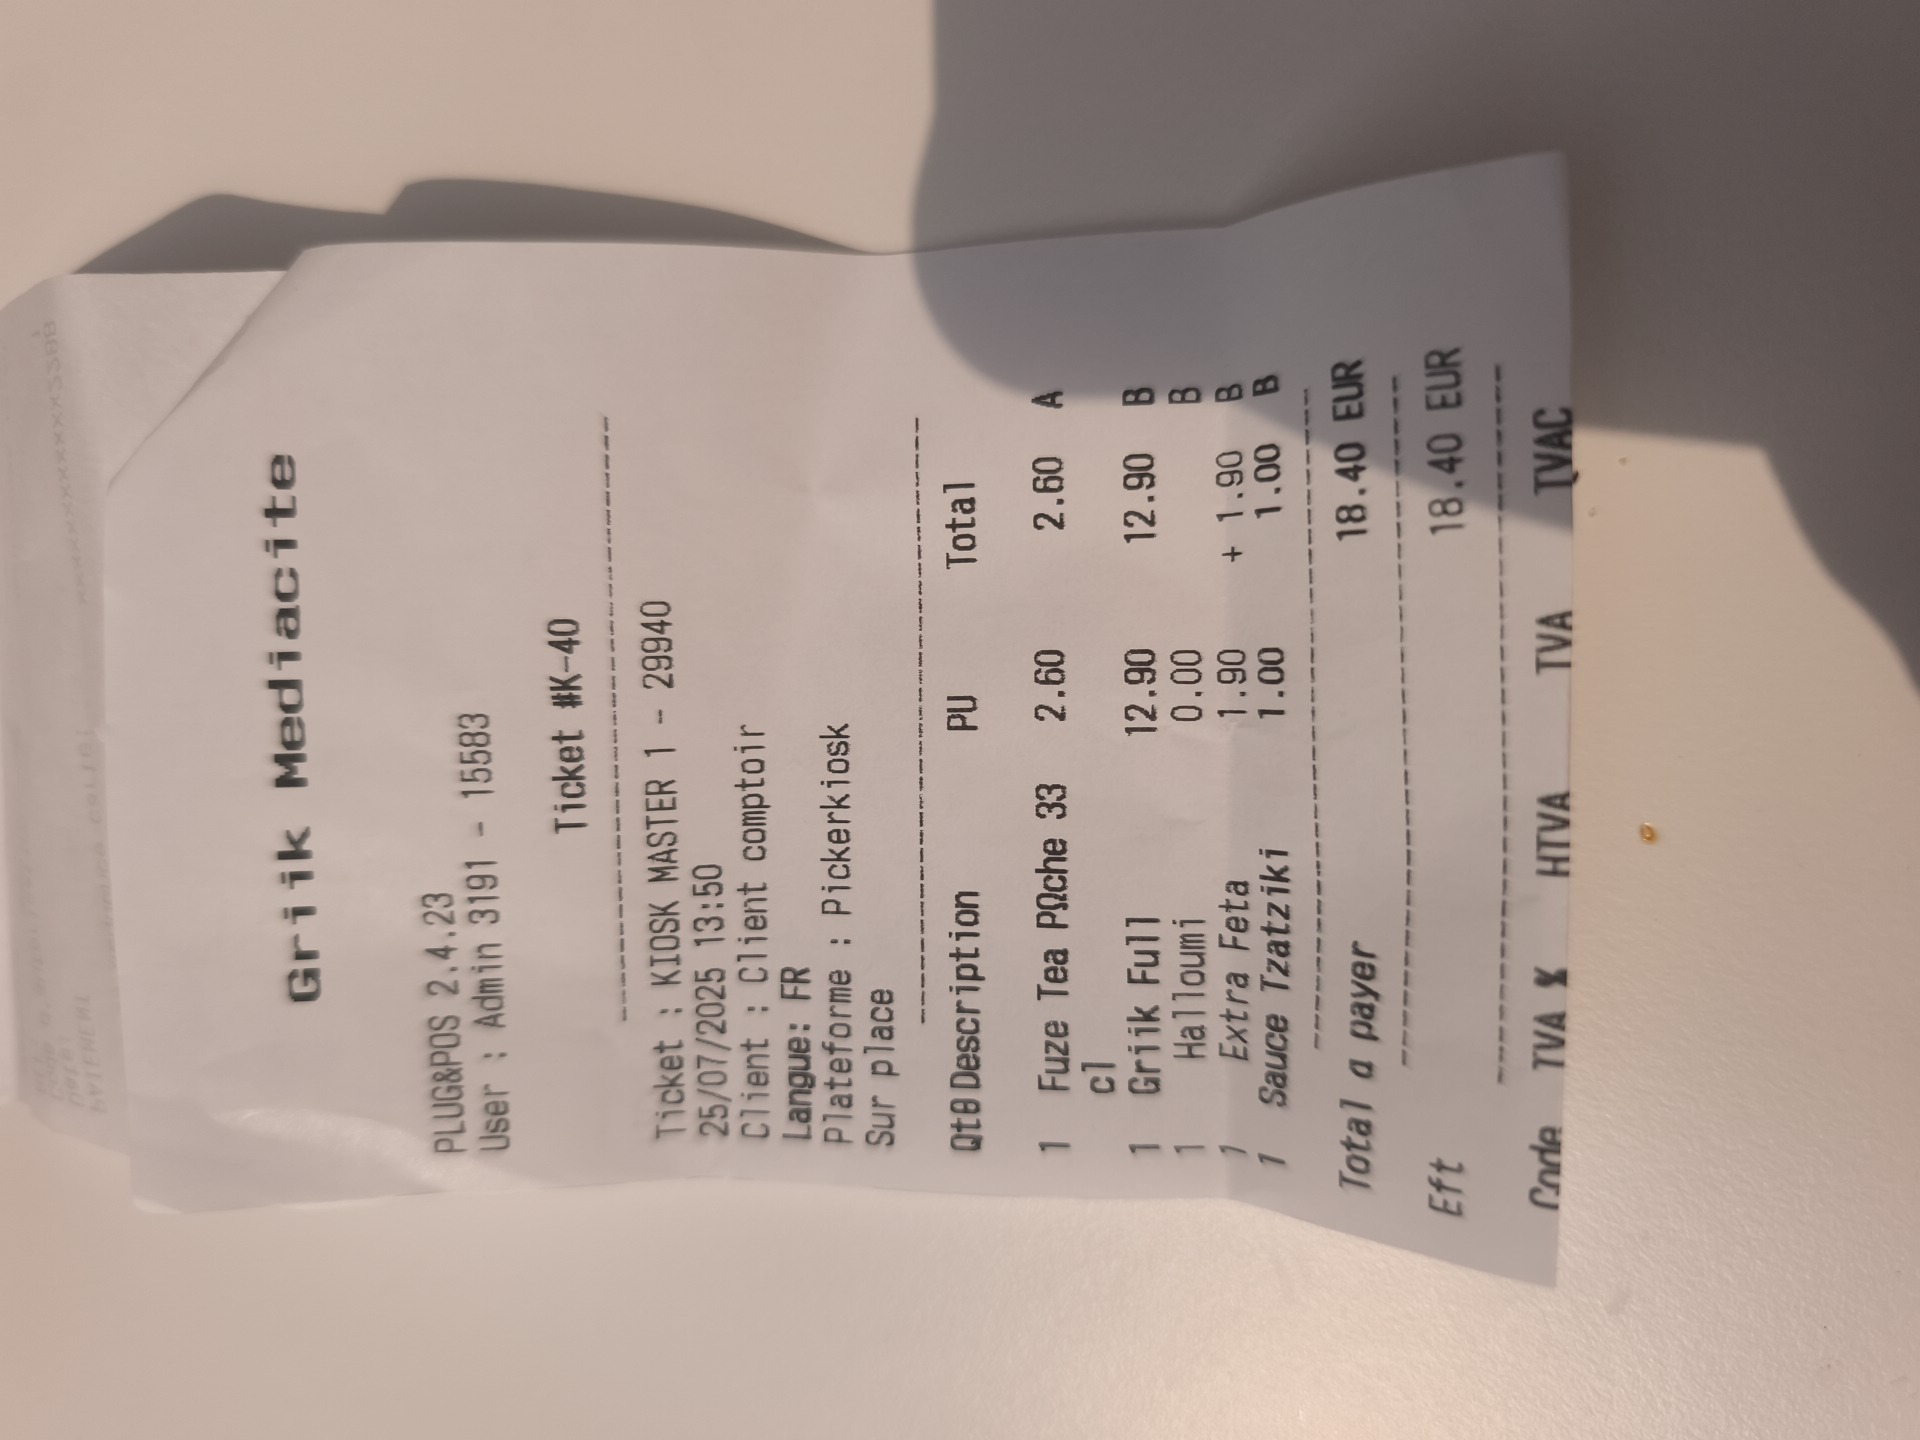 Griik Mediacite
PLUG&POS 2.4.23
User : Admin 3191 - 15583
Ticket #K-40
Ticket : KIOSK MASTER 1 - 29940
25/07/2025 13:50
Client : Client comptoir
Langue: FR
Plateforme : Pickerkiosk
Sur place
QtéDescription PU Total
1 Fuze Tea PΩche 33 2.60 2.60 A
cl
1 Griik Full 12.90 12.90 B
1 Halloumi 0.00 B
1 Extra Feta 1.90 + 1.90 B
1 Sauce Tzatziki 1.00 1.00 B
Total a payer 18.40 EUR
Eft 18.40 EUR
Code TVA % HTVA TVA TVAC